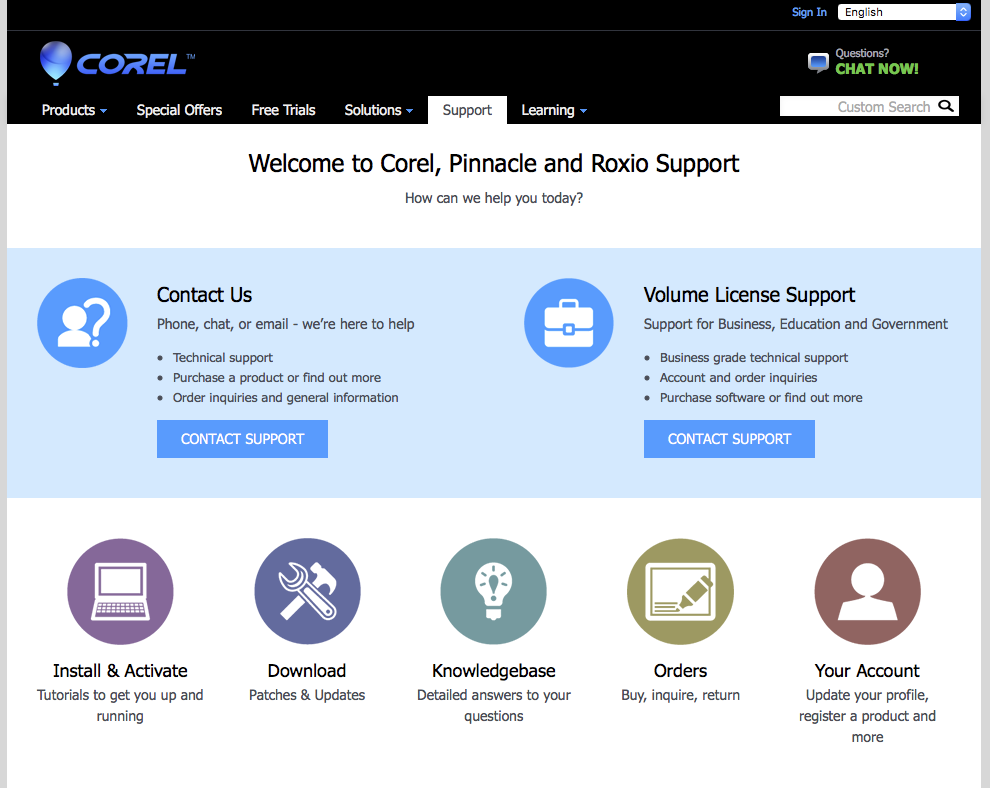 Sign In
English
COREL™
Questions?
CHAT NOW!
Products
Special Offers
Free Trials
Solutions
Support
Learning
Custom Search
Welcome to Corel, Pinnacle and Roxio Support
How can we help you today?
Contact Us
Phone, chat, or email - we’re here to help
• Technical support
• Purchase a product or find out more
• Order inquiries and general information
CONTACT SUPPORT
Volume License Support
Support for Business, Education and Government
• Business grade technical support
• Account and order inquiries
• Purchase software or find out more
CONTACT SUPPORT
Install & Activate
Tutorials to get you up and
running
Download
Patches & Updates
Knowledgebase
Detailed answers to your
questions
Orders
Buy, inquire, return
Your Account
Update your profile,
register a product and
more